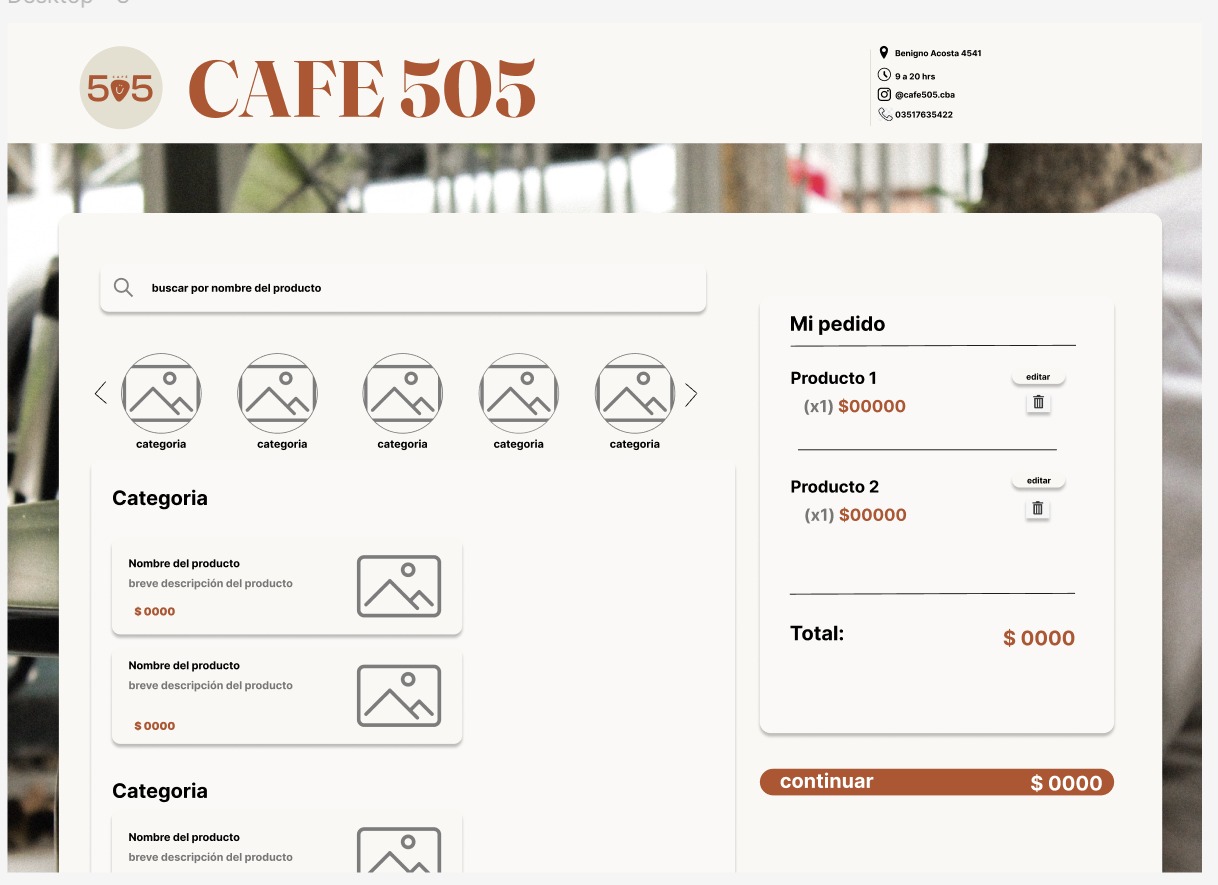 Desktop - 
CAFE
505
CAFE 505
Benigno Acosta 4541
9 a 20 hrs
@cafe505.cba
03517635422
buscar por nombre del producto
categoria
categoria
categoria
categoria
categoria
Categoria
Nombre del producto
breve descripción del producto
$ 0000
Nombre del producto
breve descripción del producto
$ 0000
Categoria
Nombre del producto
breve descripción del producto
Mi pedido
Producto 1
editar
(x1) $00000
Producto 2
editar
(x1) $00000
Total:
$ 0000
continuar
$ 0000